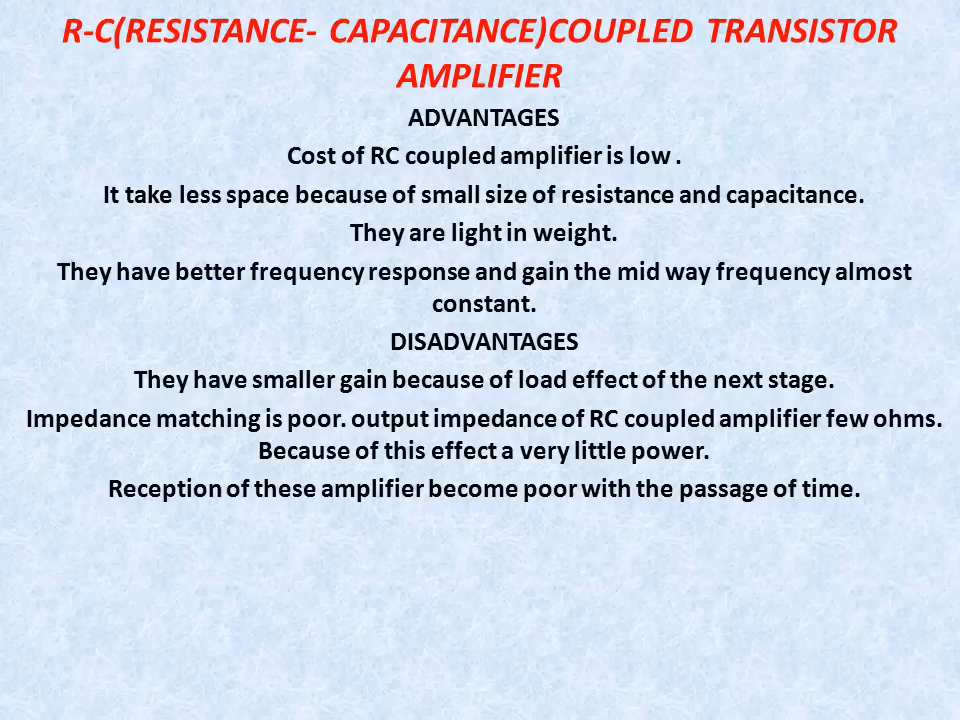 R-C(RESISTANCE- CAPACITANCE)COUPLED TRANSISTOR
AMPLIFIER
ADVANTAGES
Cost of RC coupled amplifier is low .
It take less space because of small size of resistance and capacitance.
They are light in weight.
They have better frequency response and gain the mid way frequency almost
constant.
DISADVANTAGES
They have smaller gain because of load effect of the next stage.
Impedance matching is poor. output impedance of RC coupled amplifier few ohms.
Because of this effect a very little power.
Reception of these amplifier become poor with the passage of time.